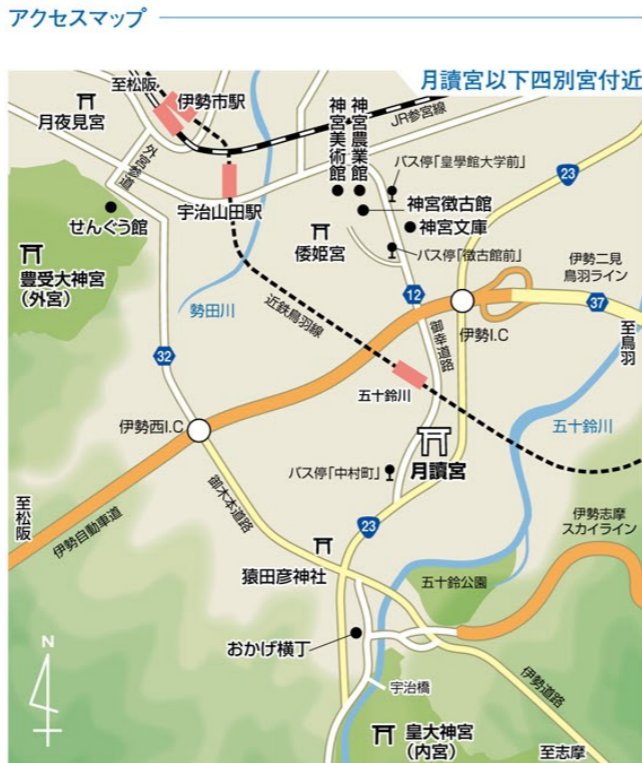 アクセスマップ
月讀宮以下四別宮付近
至松阪
伊勢市駅
月夜見宮
JR参宮線
神宮美術館
神宮農業館
バス停「皇學館大学前」
23
外宮参道
宇治山田駅
神宮徴古館
せんぐう館
倭姫宮
神宮文庫
バス停「徴古館前」
豊受大神宮
(外宮)
伊勢二見
鳥羽ライン
勢田川
近鉄鳥羽線
12
御幸道路
伊勢I.C
37
至鳥羽
32
五十鈴川
伊勢西I.C
五十鈴川
月讀宮
バス停「中村町」
御木本道路
至松阪
伊勢自動車道
23
伊勢志摩
スカイライン
猿田彦神社
五十鈴公園
おかげ横丁
N
宇治橋
伊勢道路
皇大神宮
(内宮)
至志摩